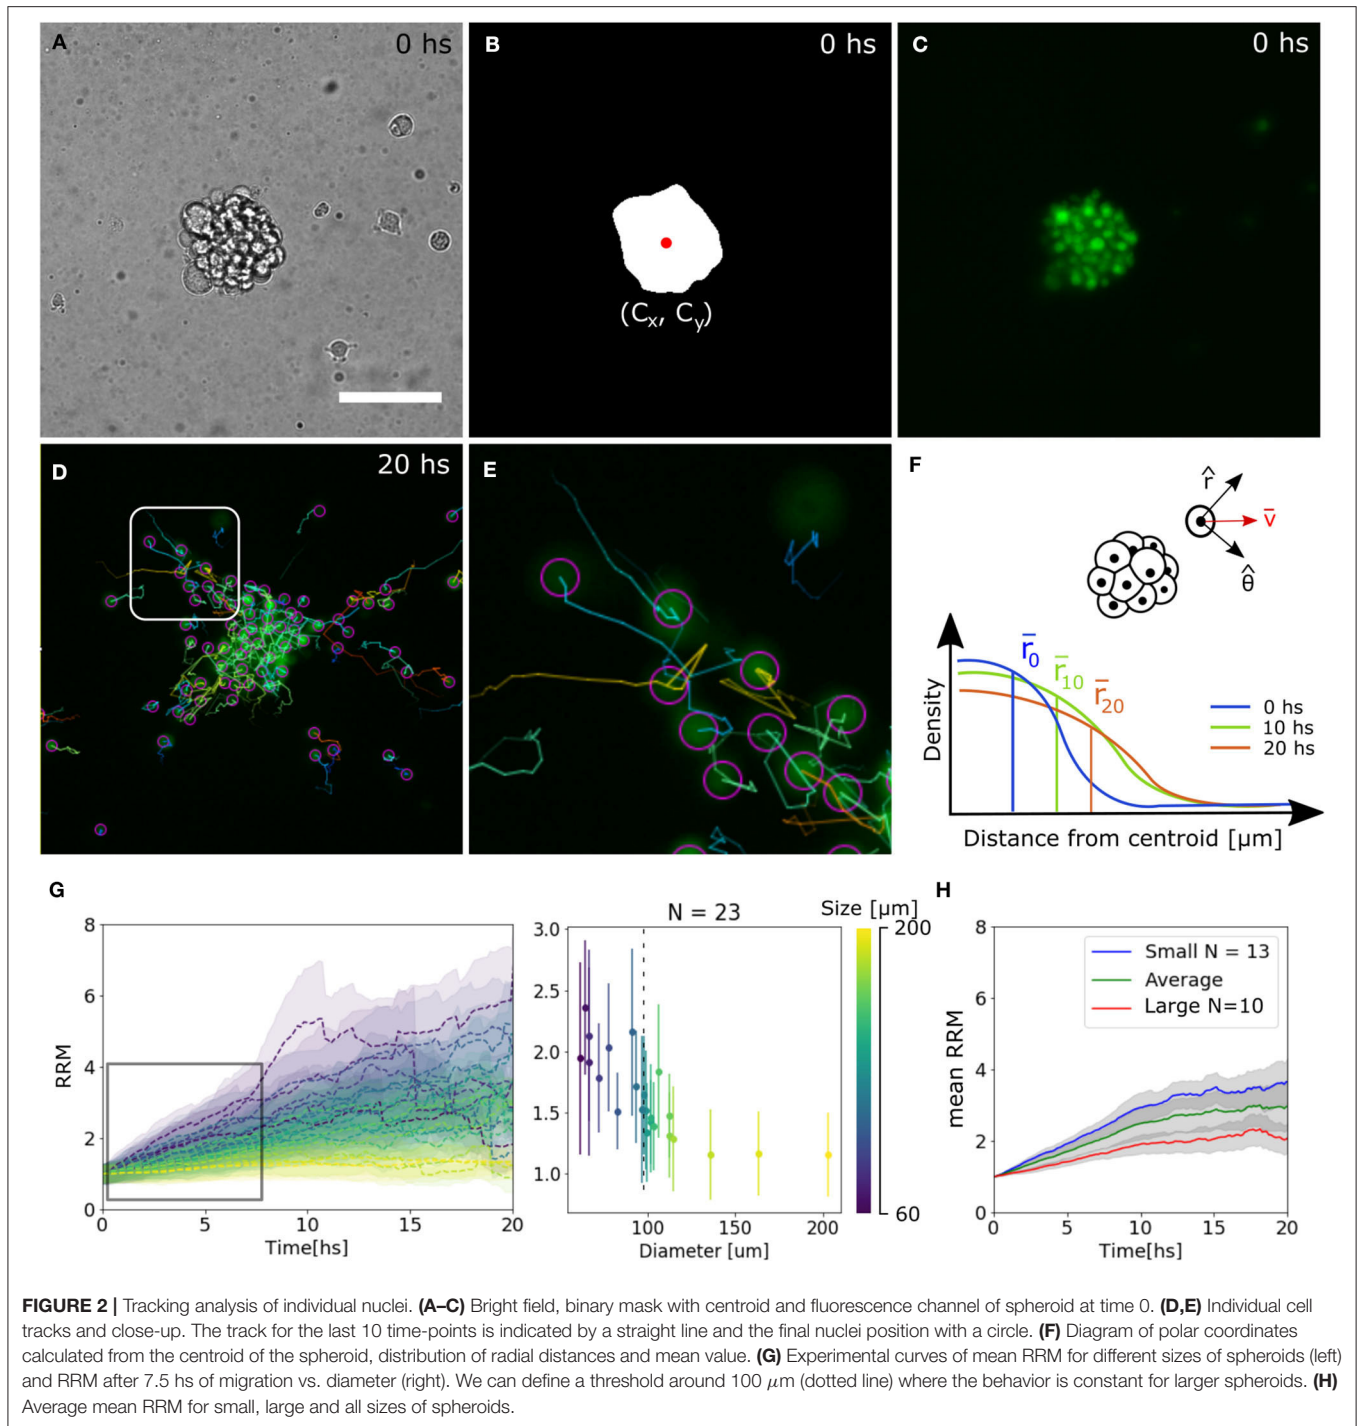 A
0 hs
B
0 hs
(Cx, Cy)
C
0 hs
D
20 hs
E
F
r̂
v̄
θ̂
Density
r̄0
r̄10
r̄20
0 hs
10 hs
20 hs
Distance from centroid [μm]
G
RRM
8
6
4
2
0
0 5 10 15 20
Time[hs]
N = 23
3.0
2.5
2.0
1.5
1.0
100 150 200
Diameter [um]
Size [μm]
200
60
H
mean RRM
8
6
4
2
0
Small N = 13
Average
Large N=10
0 5 10 15 20
Time[hs]
FIGURE 2 | Tracking analysis of individual nuclei. (A–C) Bright field, binary mask with centroid and fluorescence channel of spheroid at time 0. (D,E) Individual cell
tracks and close-up. The track for the last 10 time-points is indicated by a straight line and the final nuclei position with a circle. (F) Diagram of polar coordinates
calculated from the centroid of the spheroid, distribution of radial distances and mean value. (G) Experimental curves of mean RRM for different sizes of spheroids (left)
and RRM after 7.5 hs of migration vs. diameter (right). We can define a threshold around 100 μm (dotted line) where the behavior is constant for larger spheroids. (H)
Average mean RRM for small, large and all sizes of spheroids.